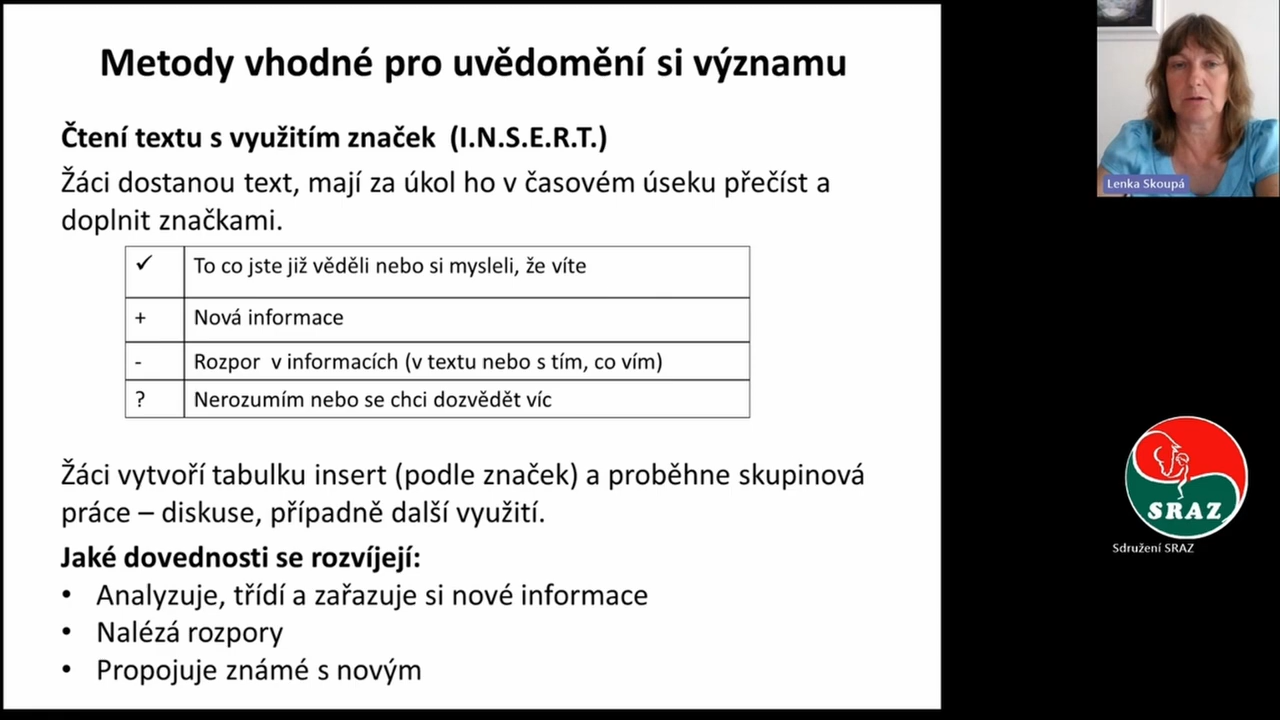 Metody vhodné pro uvědomění si významu
Čtení textu s využitím značek  (I.N.S.E.R.T.)
Žáci dostanou text, mají za úkol ho v časovém úseku přečíst a
doplnit značkami.
✓ To co jste již věděli nebo si mysleli, že víte
+ Nová informace
- Rozpor  v informacích (v textu nebo s tím, co vím)
? Nerozumím nebo se chci dozvědět víc
Žáci vytvoří tabulku insert (podle značek) a proběhne skupinová
práce – diskuse, případně další využití.
Jaké dovednosti se rozvíjejí:
• Analyzuje, třídí a zařazuje si nové informace
• Nalézá rozpory
• Propojuje známé s novým
Lenka Skoupá
SRAZ
Sdružení SRAZ